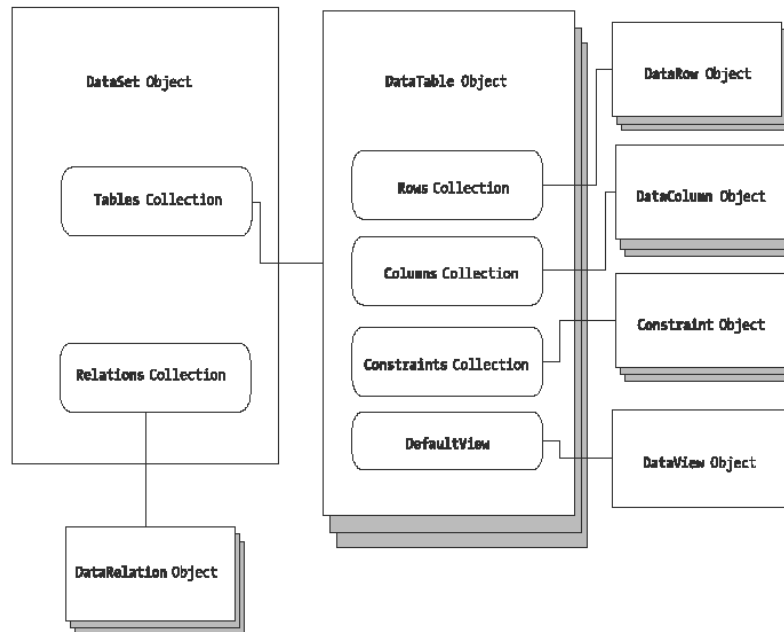 DataSet Object
Tables Collection
Relations Collection
DataRelation Object
DataTable Object
Rows Collection
Columns Collection
Constraints Collection
DefaultView
DataRow Object
DataColumn Object
Constraint Object
DataView Object